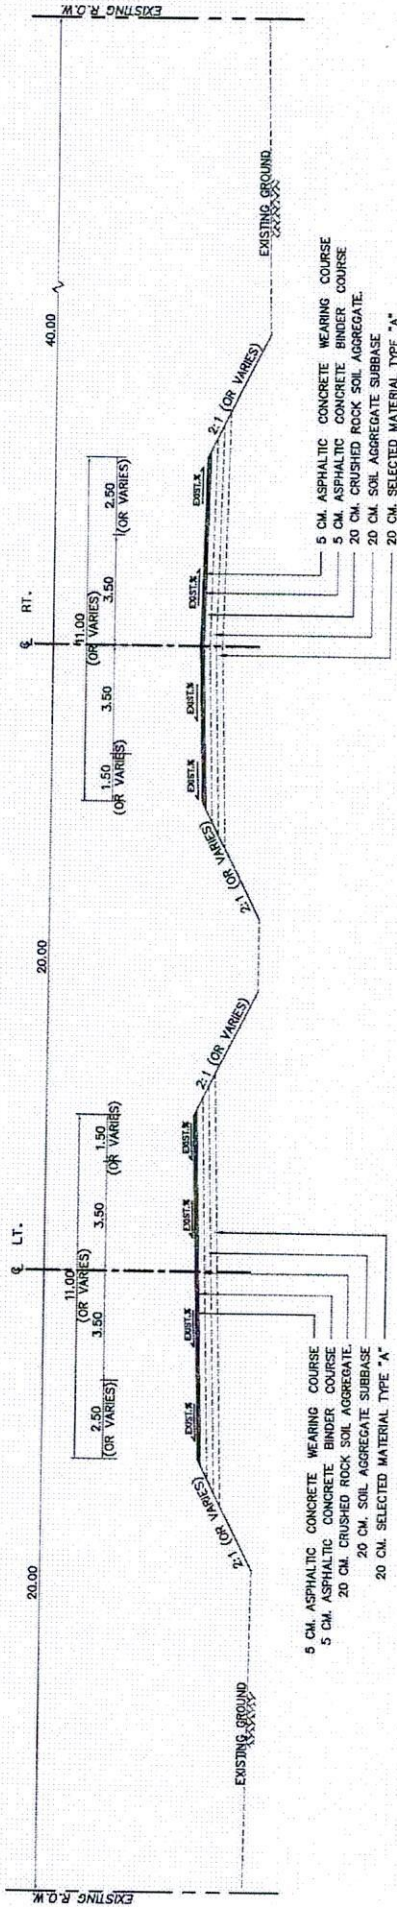 EXISTING R.O.W.
20.00
20.00
40.00
EXISTING R.O.W.
LT.
11.00
(OR VARIES)
2.50
(OR VARIES)
3.50
3.50
1.50
(OR VARIES)
RT.
11.00
(OR VARIES)
1.50
(OR VARIES)
3.50
3.50
2.50
(OR VARIES)
EXISTING GROUND
2:1 (OR VARIES)
EXIST.%
EXIST.%
EXIST.%
EXIST.%
2:1 (OR VARIES)
2:1 (OR VARIES)
EXIST.%
EXIST.%
EXIST.%
EXIST.%
2:1 (OR VARIES)
EXISTING GROUND
5 CM. ASPHALTIC CONCRETE WEARING COURSE
5 CM. ASPHALTIC CONCRETE BINDER COURSE
20 CM. CRUSHED ROCK SOIL AGGREGATE.
20 CM. SOIL AGGREGATE SUBBASE
20 CM. SELECTED MATERIAL TYPE "A"
5 CM. ASPHALTIC CONCRETE WEARING COURSE
5 CM. ASPHALTIC CONCRETE BINDER COURSE
20 CM. CRUSHED ROCK SOIL AGGREGATE.
20 CM. SOIL AGGREGATE SUBBASE
20 CM. SELECTED MATERIAL TYPE "A"